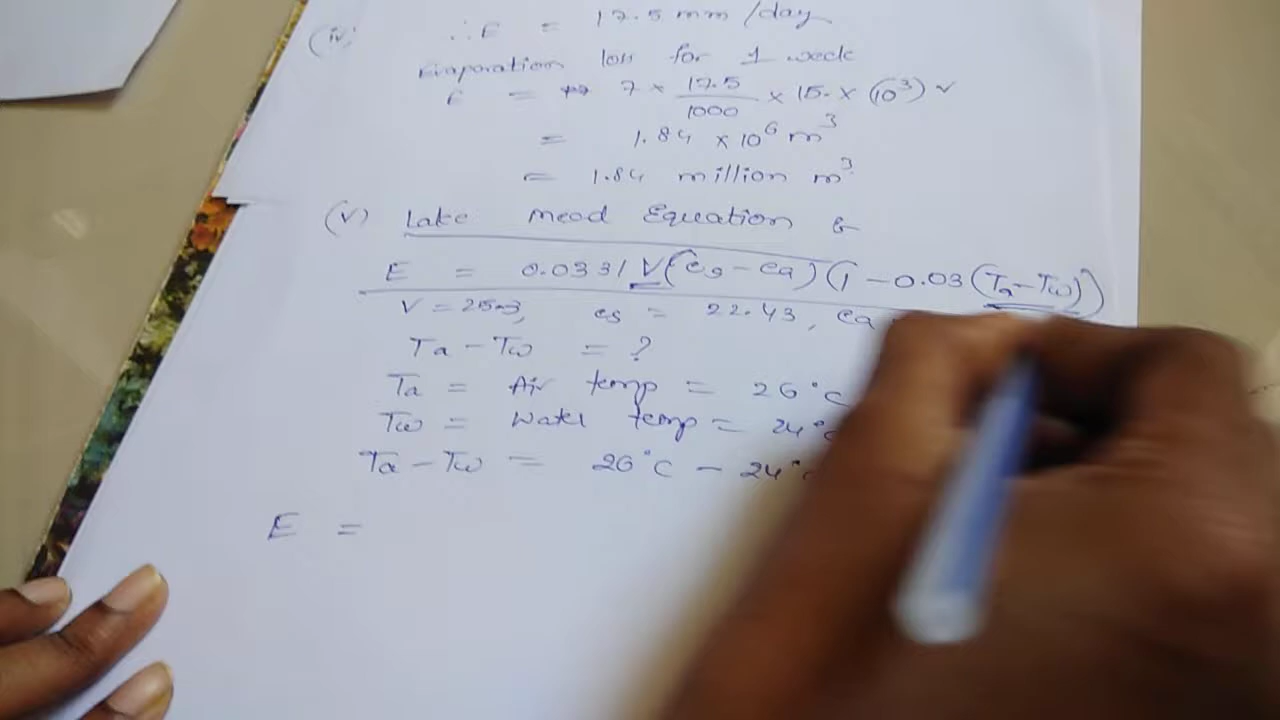 (iv) ∴ E = 17.5 mm /day
Evaporation loss for 1 week
E = 7 × 17.5/1000 × 15. × (10³)
= 1.84 × 10⁶ m³
= 1.84 million m³
(v) Lake mead Equation
E = 0.0331 V(es - ea)(1 - 0.03(Ta - Tw))
V = es = 22.43, ea
Ta - Tw = ?
Ta = Air temp = 26°C
Tw = Water temp = 24°C
Ta - Tw = 26°C - 24°C
E =